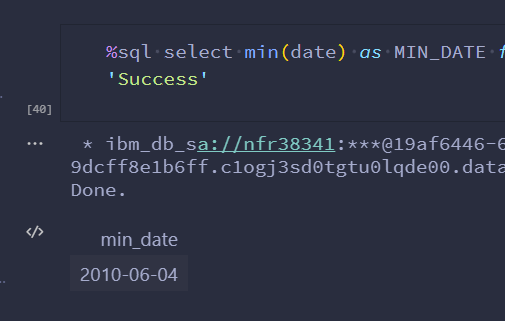 %sql select min(date) as MIN_DATE f
'Success'
[40]
* ibm_db_sa://nfr38341:***@19af6446-6
9dcff8e1b6ff.c1ogj3sd0tgtu0lqde00.data
Done.
min_date
2010-06-04